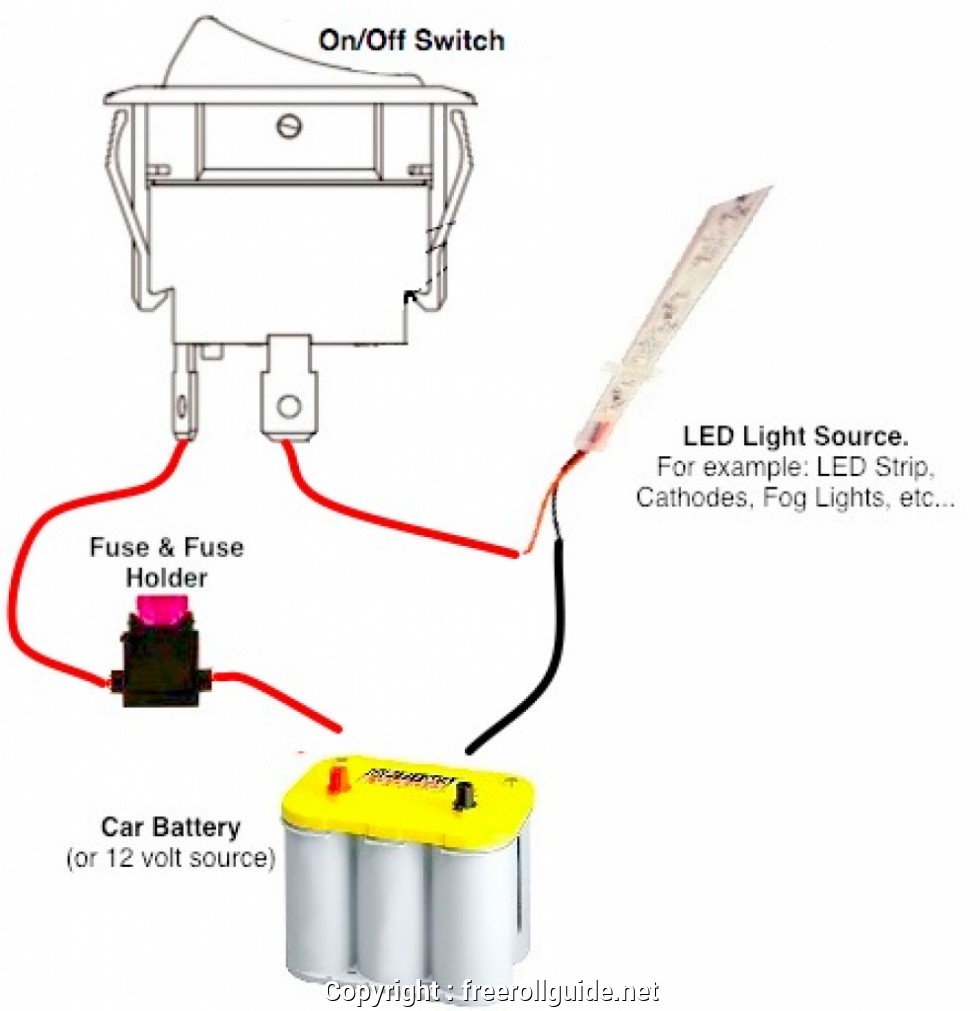 On/Off Switch
LED Light Source.
For example: LED Strip,
Cathodes, Fog Lights, etc...
Fuse & Fuse
Holder
Car Battery
(or 12 volt source)
Copyright : freerollguide.net